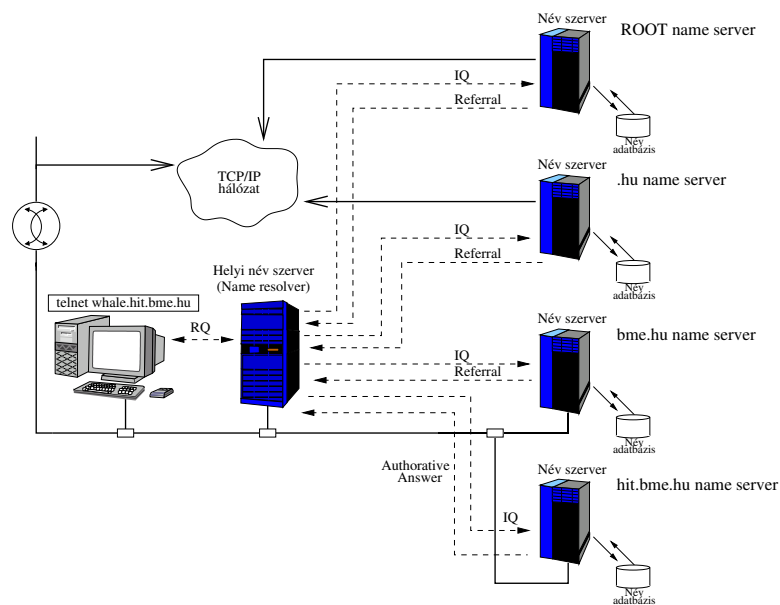 Név szerver
ROOT name server
IQ
Referral
Név
adatbázis
TCP/IP
hálózat
Név szerver
.hu name server
IQ
Referral
Név
adatbázis
Helyi név szerver
(Name resolver)
telnet whale.hit.bme.hu
RQ
Név szerver
bme.hu name server
IQ
Referral
Név
adatbázis
Authorative
Answer
Név szerver
hit.bme.hu name server
IQ
Név
adatbázis